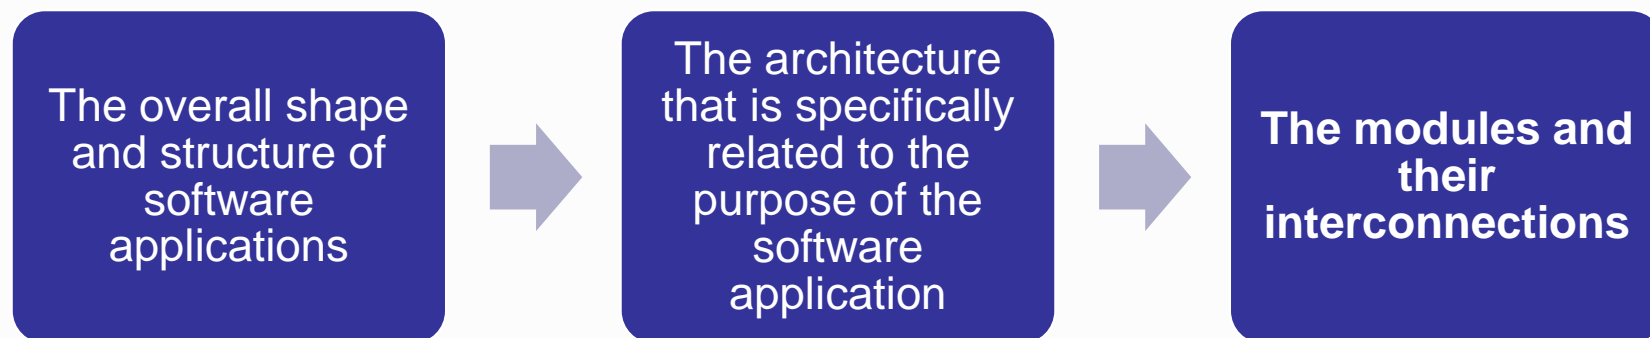 The overall shape
and structure of
software
applications
The architecture
that is specifically
related to the
purpose of the
software
application
The modules and
their
interconnections